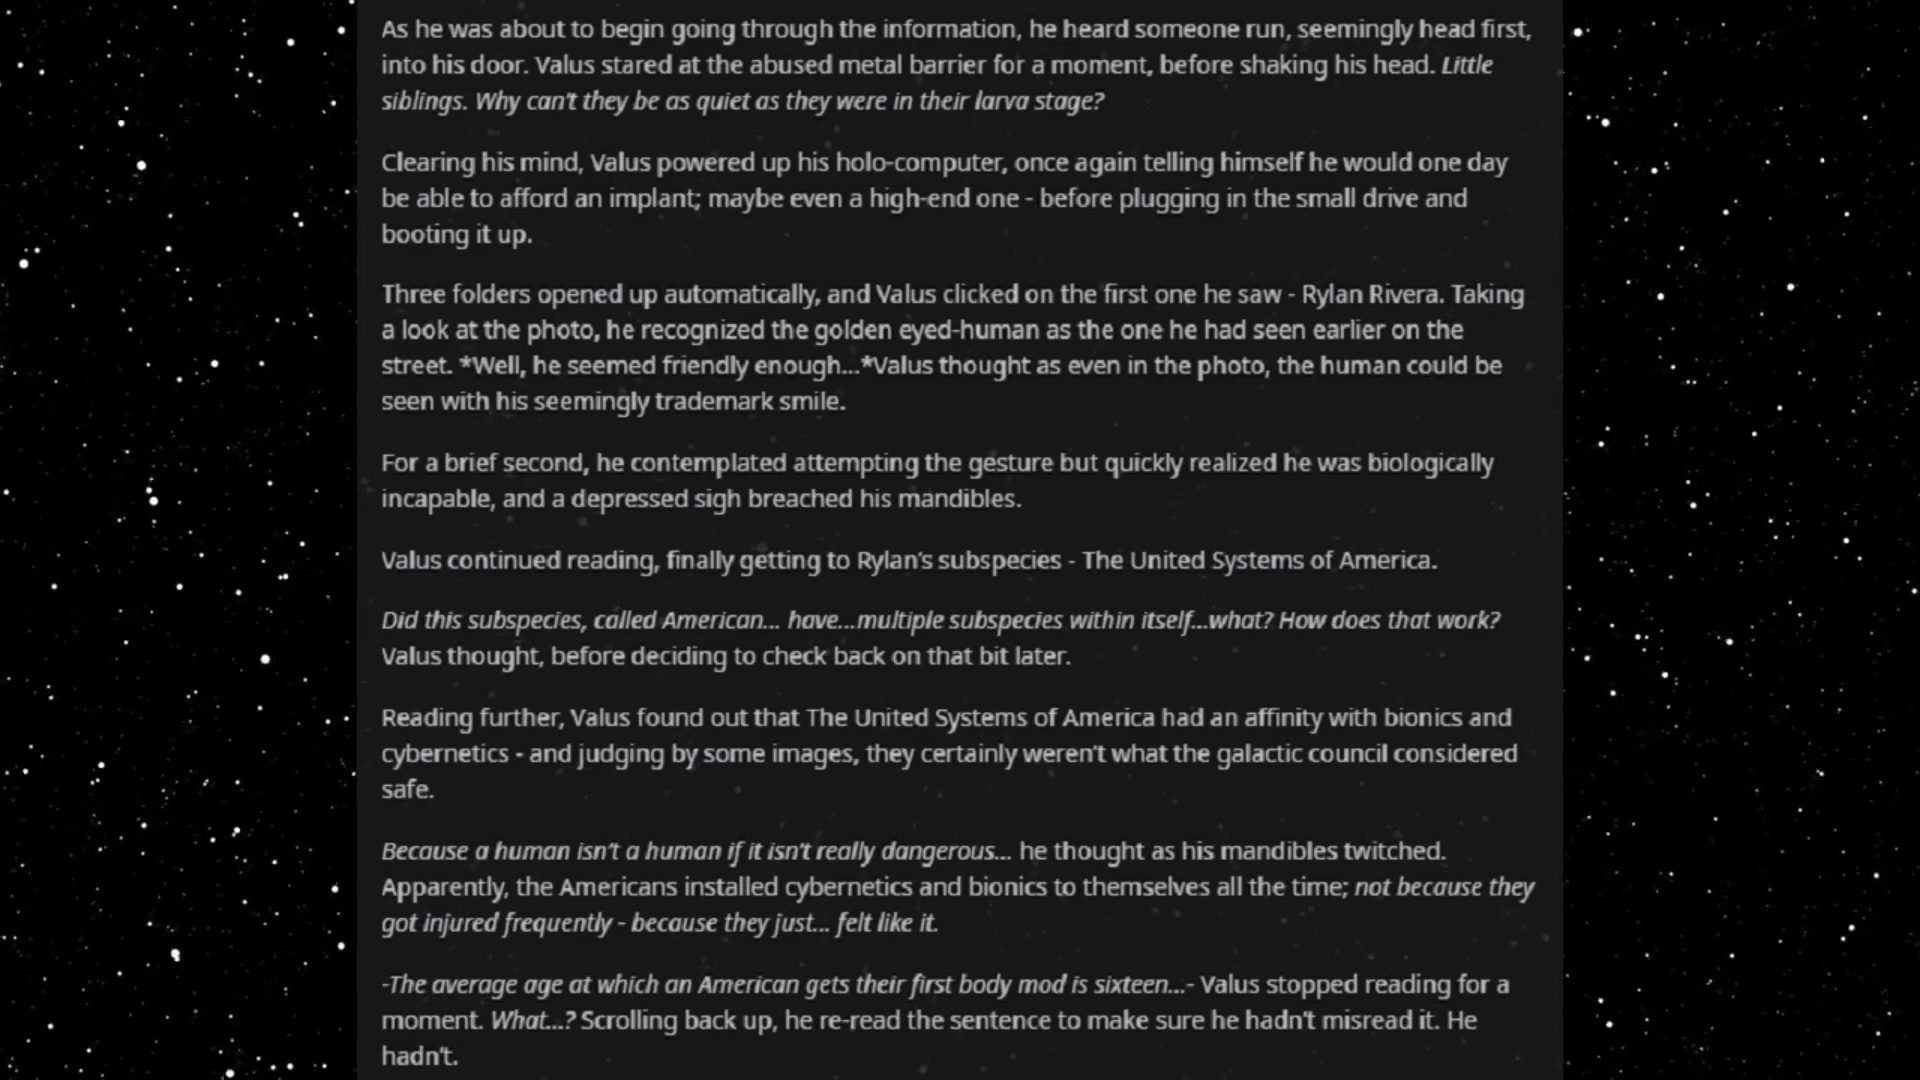 As he was about to begin going through the information, he heard someone run, seemingly head first,
into his door. Valus stared at the abused metal barrier for a moment, before shaking his head. Little
siblings. Why can't they be as quiet as they were in their larva stage?
Clearing his mind, Valus powered up his holo-computer, once again telling himself he would one day
be able to afford an implant; maybe even a high-end one - before plugging in the small drive and
booting it up.
Three folders opened up automatically, and Valus clicked on the first one he saw - Rylan Rivera. Taking
a look at the photo, he recognized the golden eyed-human as the one he had seen earlier on the
street. *Well, he seemed friendly enough...*Valus thought as even in the photo, the human could be
seen with his seemingly trademark smile.
For a brief second, he contemplated attempting the gesture but quickly realized he was biologically
incapable, and a depressed sigh breached his mandibles.
Valus continued reading, finally getting to Rylan's subspecies - The United Systems of America.
Did this subspecies, called American... have...multiple subspecies within itself...what? How does that work?
Valus thought, before deciding to check back on that bit later.
Reading further, Valus found out that The United Systems of America had an affinity with bionics and
cybernetics - and judging by some images, they certainly weren't what the galactic council considered
safe.
Because a human isn't a human if it isn't really dangerous... he thought as his mandibles twitched.
Apparently, the Americans installed cybernetics and bionics to themselves all the time; not because they
got injured frequently - because they just... felt like it.
-The average age at which an American gets their first body mod is sixteen...- Valus stopped reading for a
moment. What...? Scrolling back up, he re-read the sentence to make sure he hadn't misread it. He
hadn't.